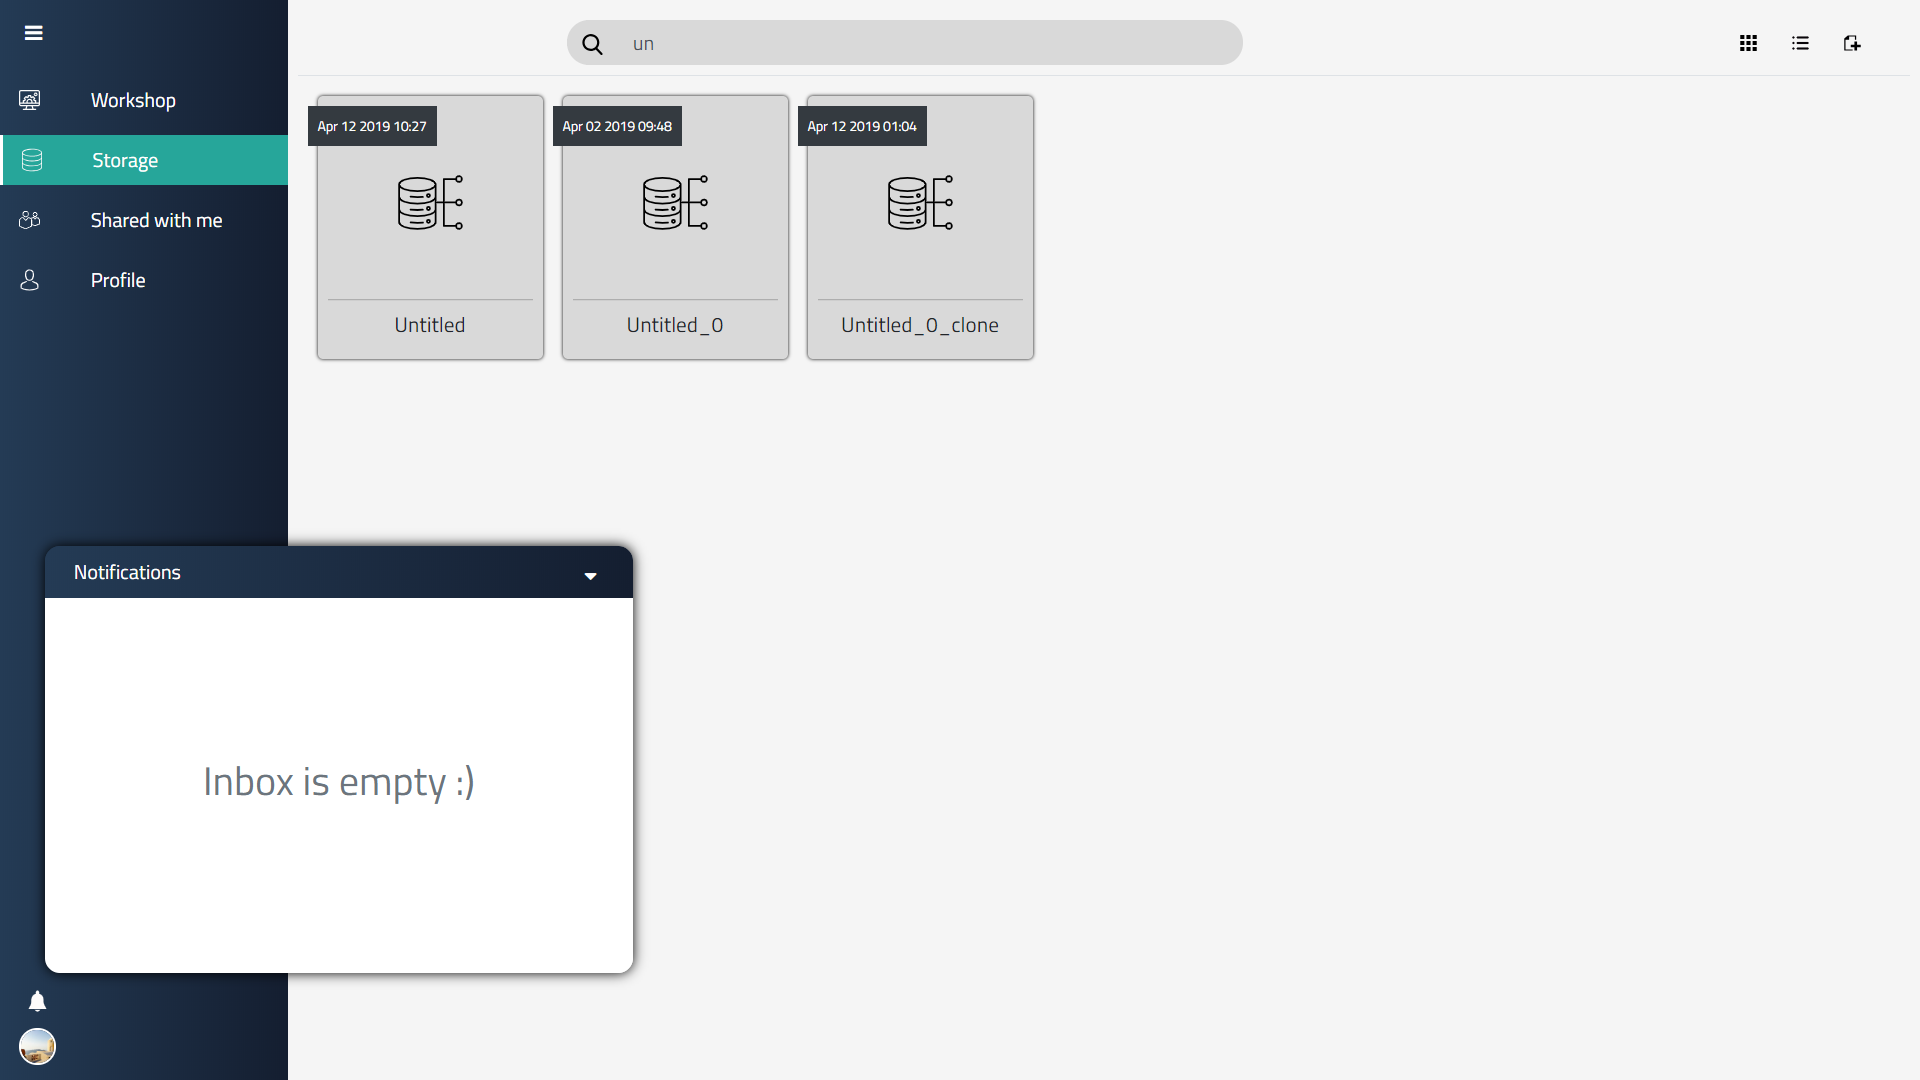 un
Workshop
Storage
Shared with me
Profile
Apr 12 2019 10:27
Untitled
Apr 02 2019 09:48
Untitled_0
Apr 12 2019 01:04
Untitled_0_clone
Notifications
Inbox is empty :)